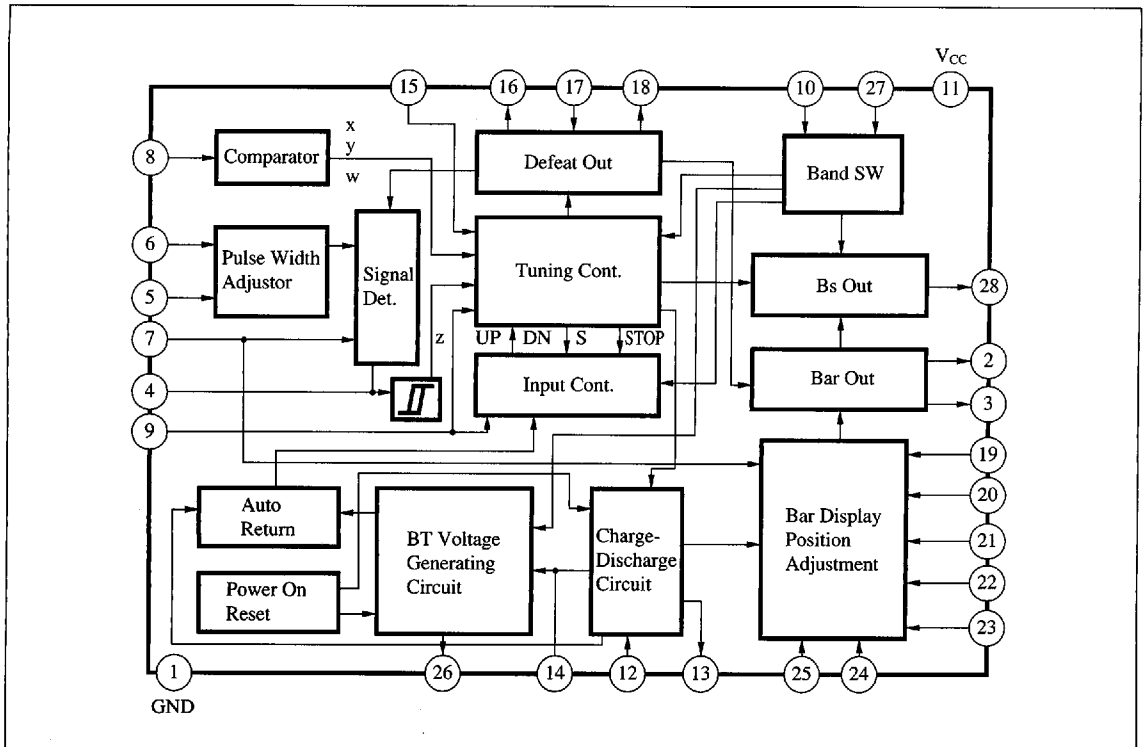 V_CC
15
16
17
18
10
27
11
8
Comparator
x
y
w
Defeat Out
Band SW
6
5
Pulse Width
Adjustor
Signal
Det.
Tuning Cont.
Bs Out
28
7
z
UP
DN
S
STOP
4
Input Cont.
Bar Out
2
3
9
19
Auto
Return
BT Voltage
Generating
Circuit
Charge-
Discharge
Circuit
Bar Display
Position
Adjustment
20
21
22
23
Power On
Reset
1
GND
26
14
12
13
25
24